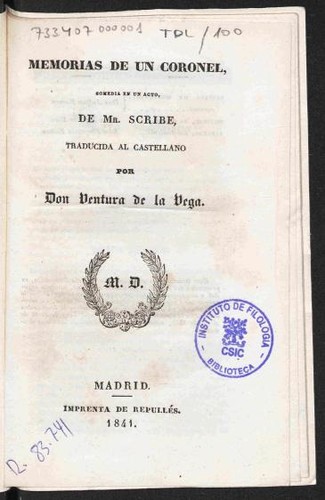 733407 000001
TDL/100
MEMORIAS DE UN CORONEL,
COMEDIA EN UN ACTO,
DE MR. SCRIBE,
TRADUCIDA AL CASTELLANO
POR
Don Ventura de la Vega.
M. D.
INSTITUTO DE FILOLOGIA
CSIC
BIBLIOTECA
MADRID.
IMPRENTA DE REPULLÉS.
1841.
R. 83.741